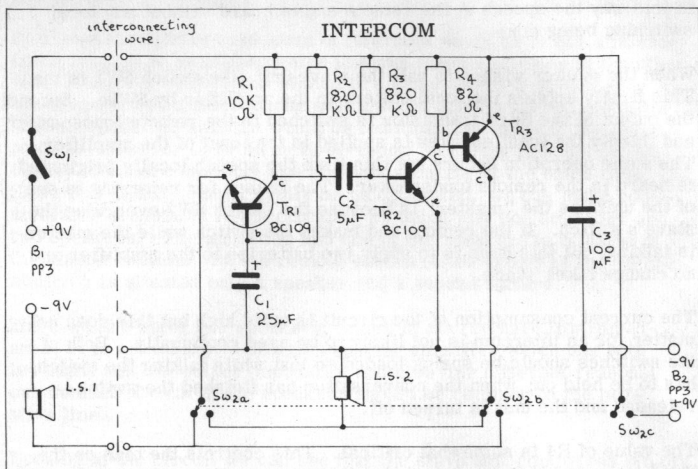 INTERCOM
interconnecting
wire
R1
10K
Ω
R2
820
KΩ
R3
820
KΩ
R4
82
Ω
TR3
AC128
e
b
c
SW1
+9v
B1
PP3
-9v
e
c
TR1
BC109
b
+
C2
5µF
b
c
TR2
BC109
e
+
C3
100
µF
+
C1
25µF
L.S.1
SW2a
SW2b
SW2c
-9v
B2
PP3
+9v